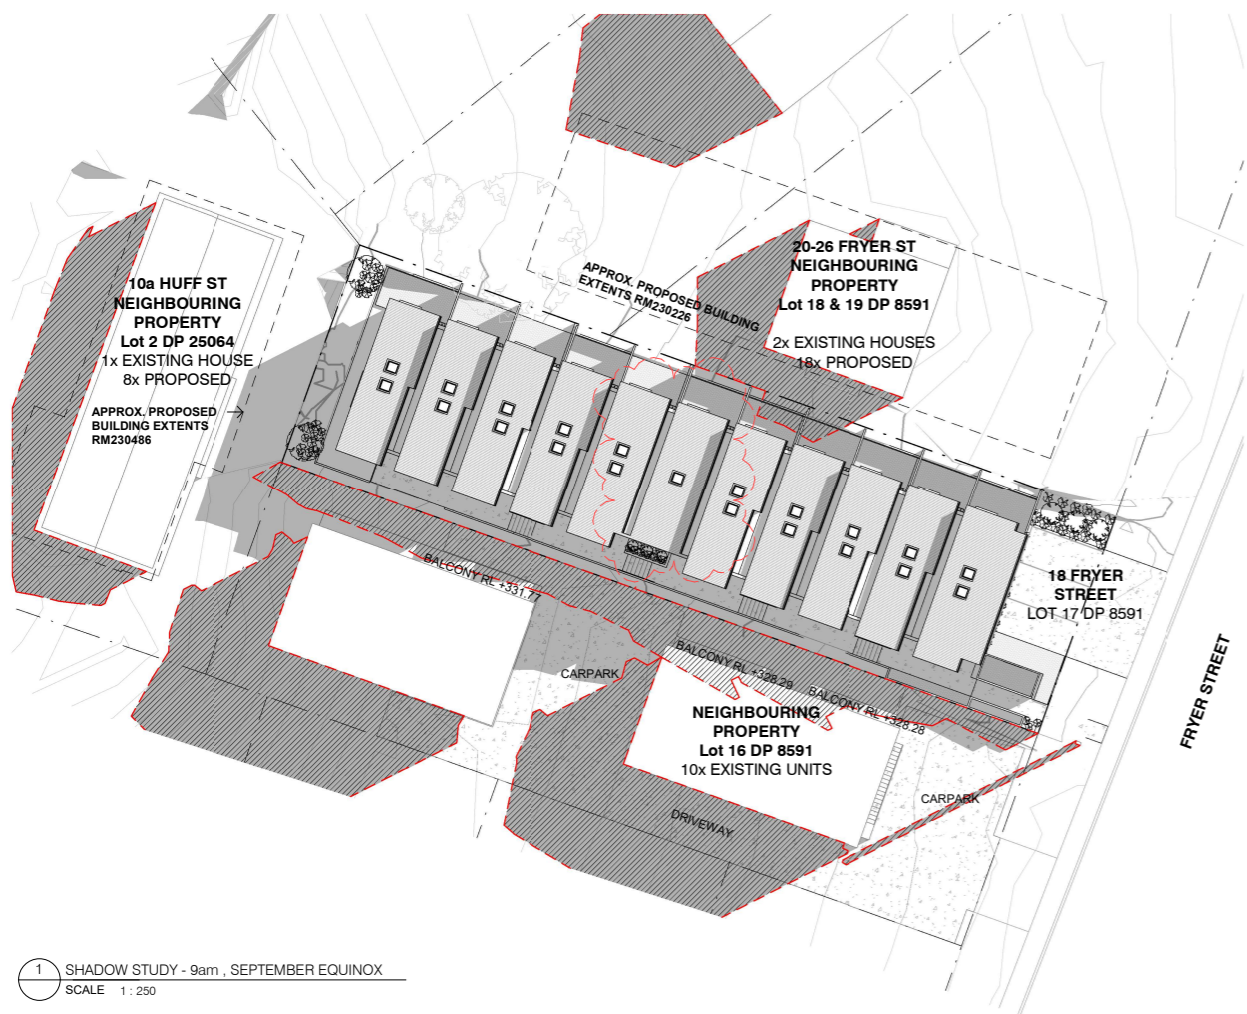 20-26 FRYER ST
NEIGHBOURING
PROPERTY
Lot 18 & 19 DP 8591
2x EXISTING HOUSES
18x PROPOSED
APPROX. PROPOSED BUILDING
EXTENTS RM230226
10a HUFF ST
NEIGHBOURING
PROPERTY
Lot 2 DP 25064
1x EXISTING HOUSE
8x PROPOSED
APPROX. PROPOSED
BUILDING EXTENTS
RM230486
18 FRYER
STREET
LOT 17 DP 8591
FRYER STREET
BALCONY RL +331.77
CARPARK
BALCONY RL +328.29
BALCONY RL +328.28
NEIGHBOURING
PROPERTY
Lot 16 DP 8591
10x EXISTING UNITS
CARPARK
DRIVEWAY
1
SHADOW STUDY - 9am , SEPTEMBER EQUINOX
SCALE 1 : 250